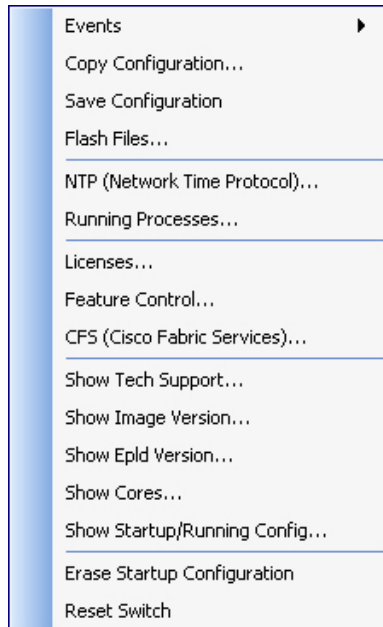 Events
Copy Configuration...
Save Configuration
Flash Files...
NTP (Network Time Protocol)...
Running Processes...
Licenses...
Feature Control...
CFS (Cisco Fabric Services)...
Show Tech Support...
Show Image Version...
Show Epld Version...
Show Cores...
Show Startup/Running Config...
Erase Startup Configuration
Reset Switch